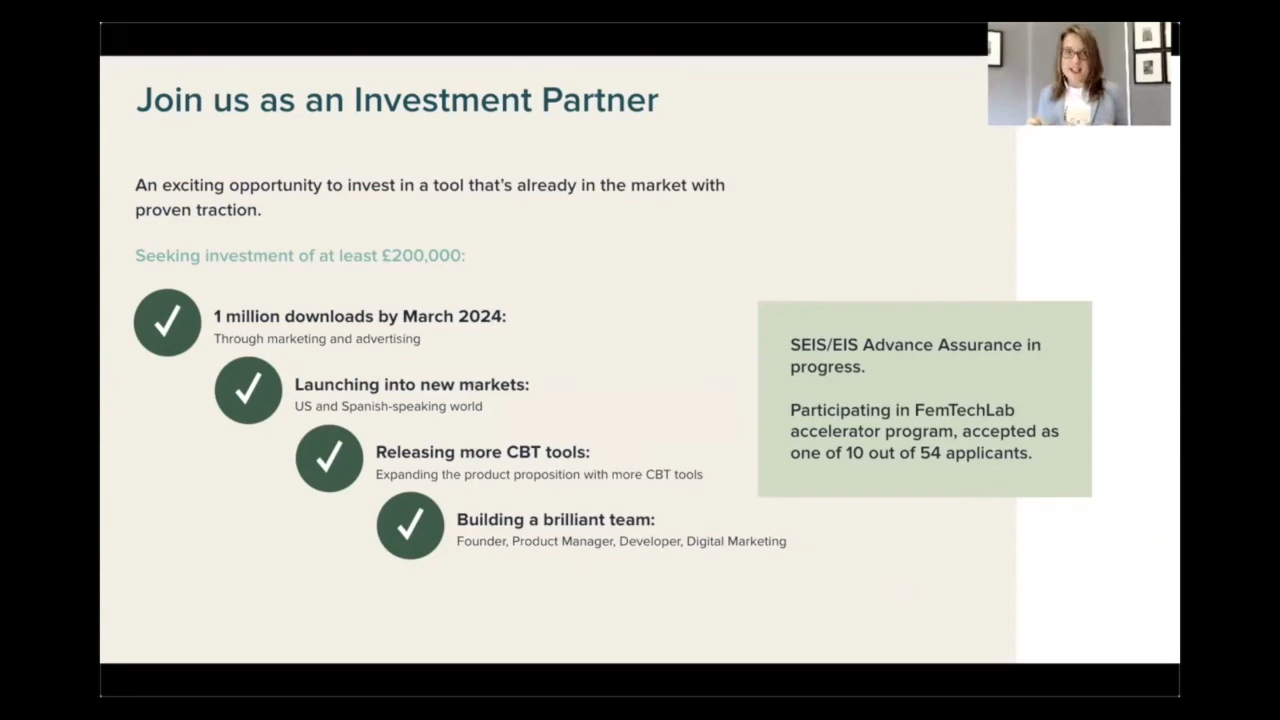 Join us as an Investment Partner
An exciting opportunity to invest in a tool that's already in the market with
proven traction.
Seeking investment of at least £200,000:
1 million downloads by March 2024:
Through marketing and advertising
Launching into new markets:
US and Spanish-speaking world
Releasing more CBT tools:
Expanding the product proposition with more CBT tools
Building a brilliant team:
Founder, Product Manager, Developer, Digital Marketing
SEIS/EIS Advance Assurance in
progress.
Participating in FemTechLab
accelerator program, accepted as
one of 10 out of 54 applicants.